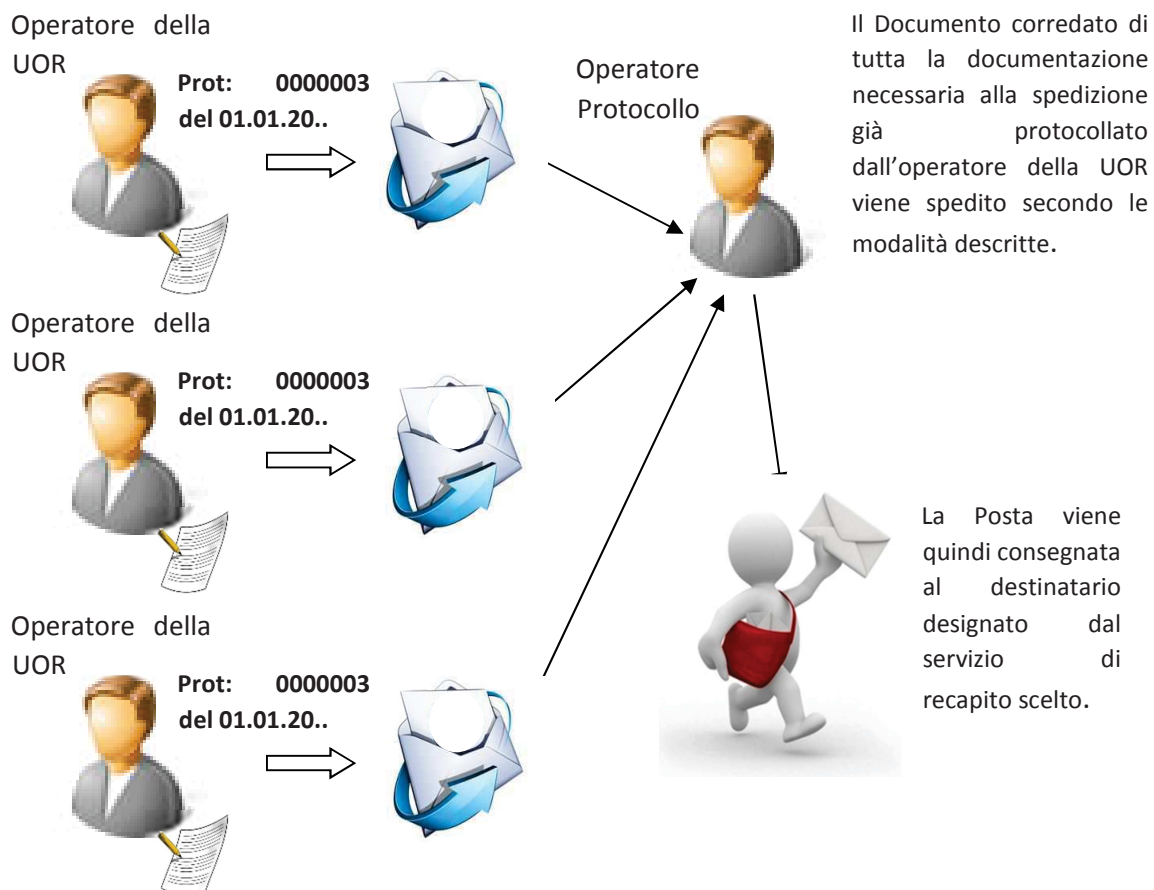 Operatore della
UOR
Prot: 0000003
del 01.01.20..
Operatore
Protocollo
Il Documento corredato di
tutta la documentazione
necessaria alla spedizione
già protocollato
dall’operatore della UOR
viene spedito secondo le
modalità descritte.
Operatore della
UOR
Prot: 0000003
del 01.01.20..
La Posta viene
quindi consegnata
al destinatario
designato dal
servizio di
recapito scelto.
Operatore della
UOR
Prot: 0000003
del 01.01.20..